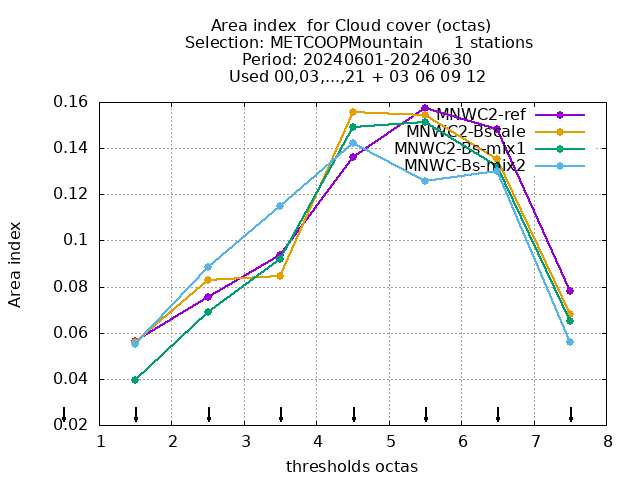 Area index  for Cloud cover (octas)
Selection: METCOOPMountain      1 stations
Period: 20240601-20240630
Used 00,03,...,21 + 03 06 09 12
0.16
0.14
0.12
0.1
0.08
0.06
0.04
0.02
Area index
MNWC2-ref
MNWC2-Bscale
MNWC2-Bs-mix1
MNWC-Bs-mix2
1 2 3 4 5 6 7 8
thresholds octas